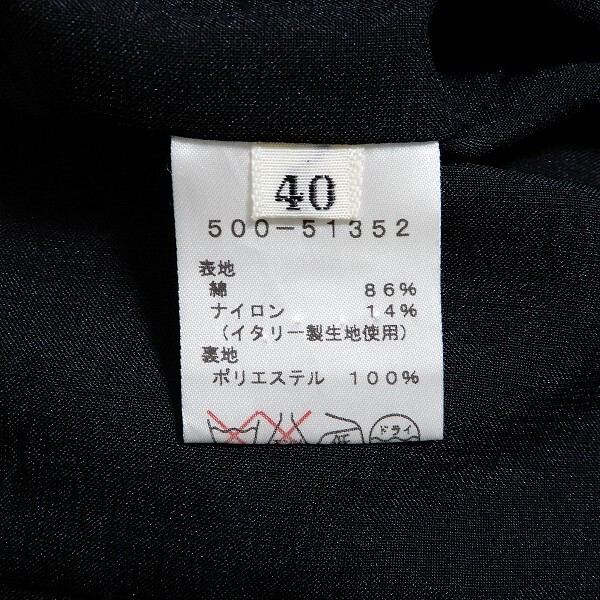 40
500-51352
表地
綿 86%
ナイロン 14%
(イタリー製生地使用)
裏地
ポリエステル 100%
ドライ